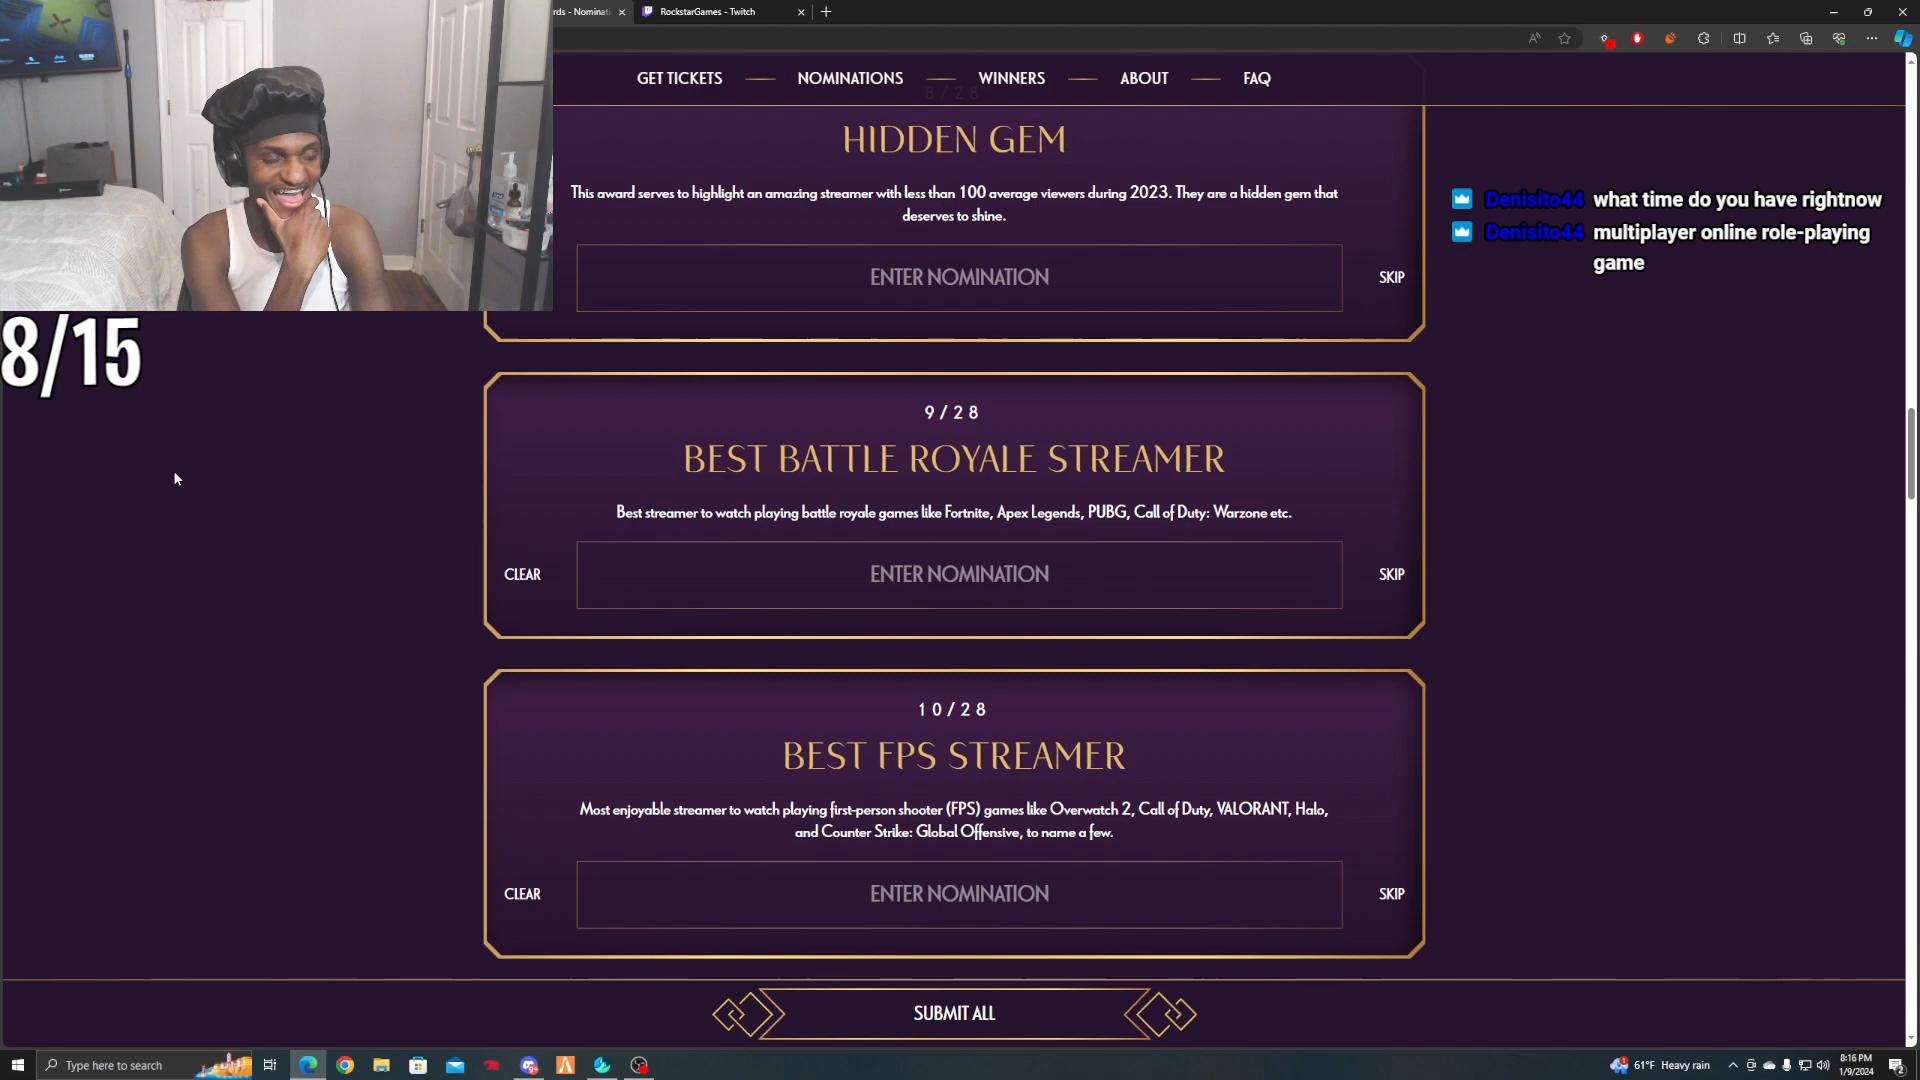 rds - Nominati
RockstarGames - Twitch
GET TICKETS
NOMINATIONS
WINNERS
ABOUT
FAQ
8/28
HIDDEN GEM
This award serves to highlight an amazing streamer with less than 100 average viewers during 2023. They are a hidden gem that
deserves to shine.
ENTER NOMINATION
SKIP
Denisito44 what time do you have rightnow
Denisito44 multiplayer online role-playing
game
8/15
9/28
BEST BATTLE ROYALE STREAMER
Best streamer to watch playing battle royale games like Fortnite, Apex Legends, PUBG, Call of Duty: Warzone etc.
CLEAR
ENTER NOMINATION
SKIP
10/28
BEST FPS STREAMER
Most enjoyable streamer to watch playing first-person shooter (FPS) games like Overwatch 2, Call of Duty, VALORANT, Halo,
and Counter Strike: Global Offensive, to name a few.
CLEAR
ENTER NOMINATION
SKIP
SUBMIT ALL
Type here to search
61°F Heavy rain
8:16 PM
1/9/2024